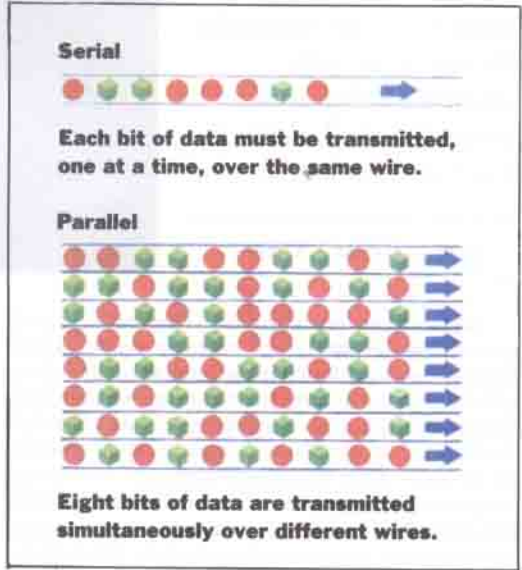 Serial
Each bit of data must be transmitted,
one at a time, over the same wire.
Parallel
Eight bits of data are transmitted
simultaneously over different wires.